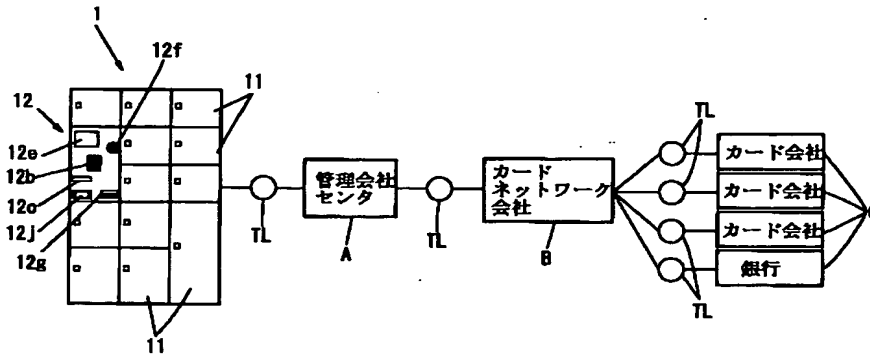 1
12f
12
11
12e
12b
12c
12j
12g
11
TL
管理会社
センタ
A
TL
カード
ネットワーク
会社
B
TL
カード会社
カード会社
カード会社
銀行
TL